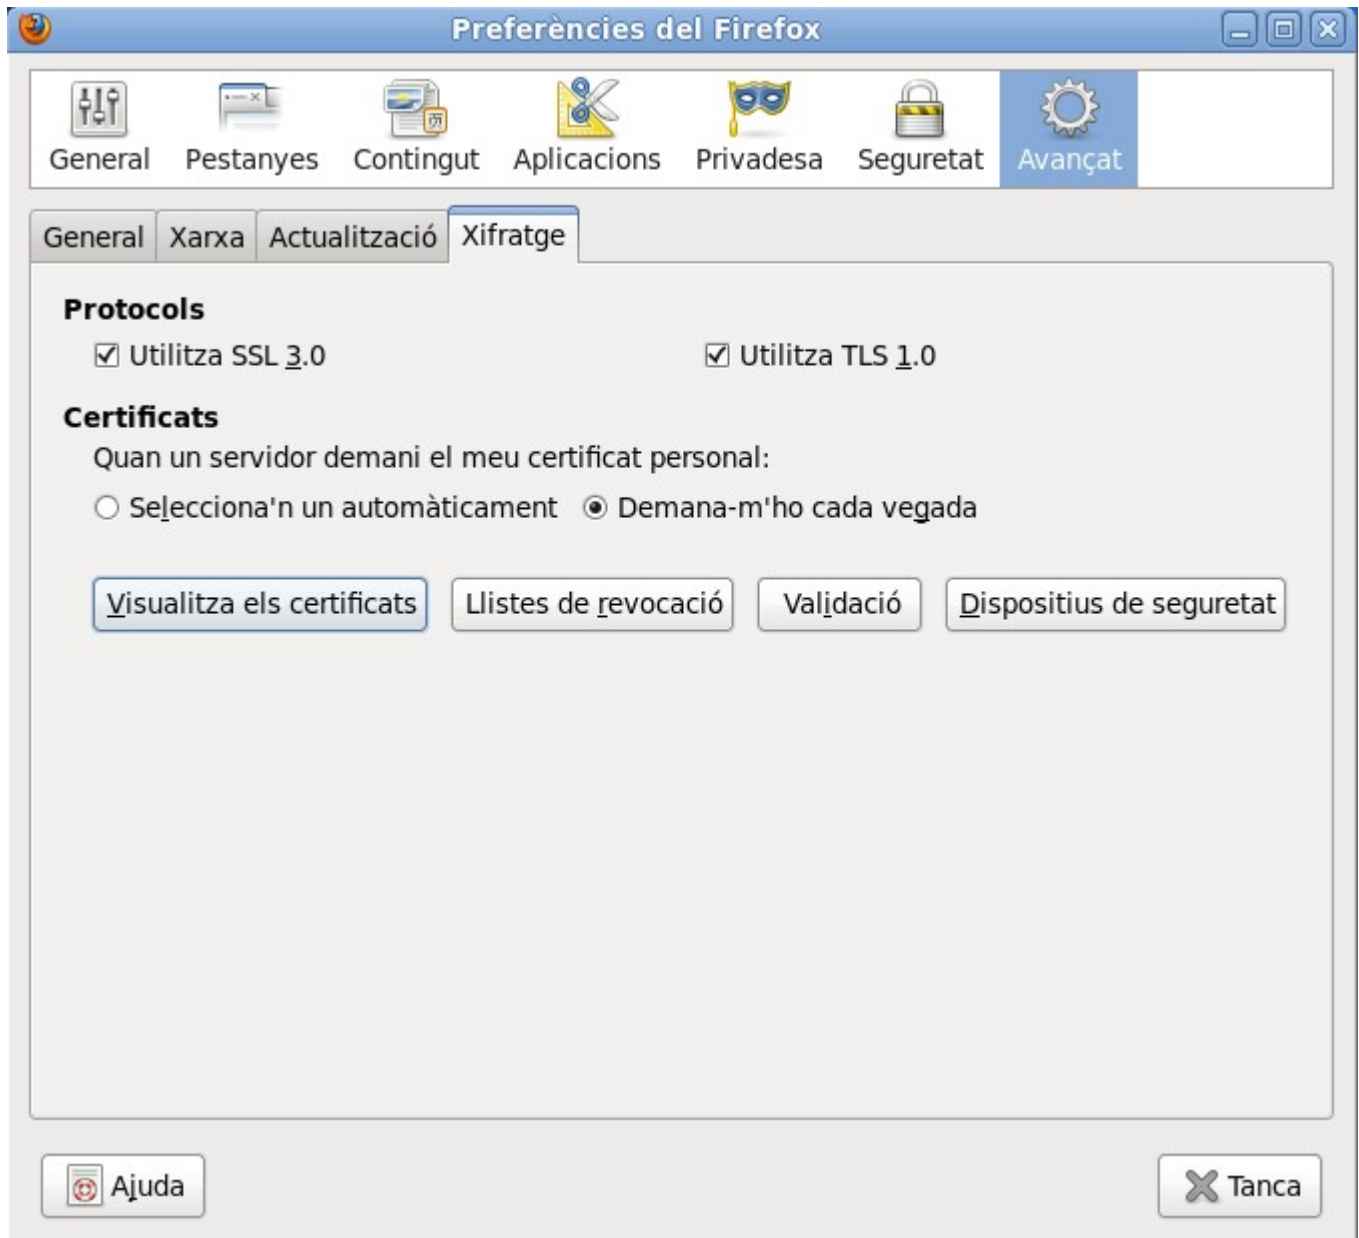 Preferències del Firefox
General Pestanyes Contingut Aplicacions Privadesa Seguretat Avançat
General Xarxa Actualització Xifratge
Protocols
Utilitza SSL 3.0 Utilitza TLS 1.0
Certificats
Quan un servidor demani el meu certificat personal:
Selecciona'n un automàticament Demana-m'ho cada vegada
Visualitza els certificats Llistes de revocació Validació Dispositius de seguretat
Ajuda Tanca